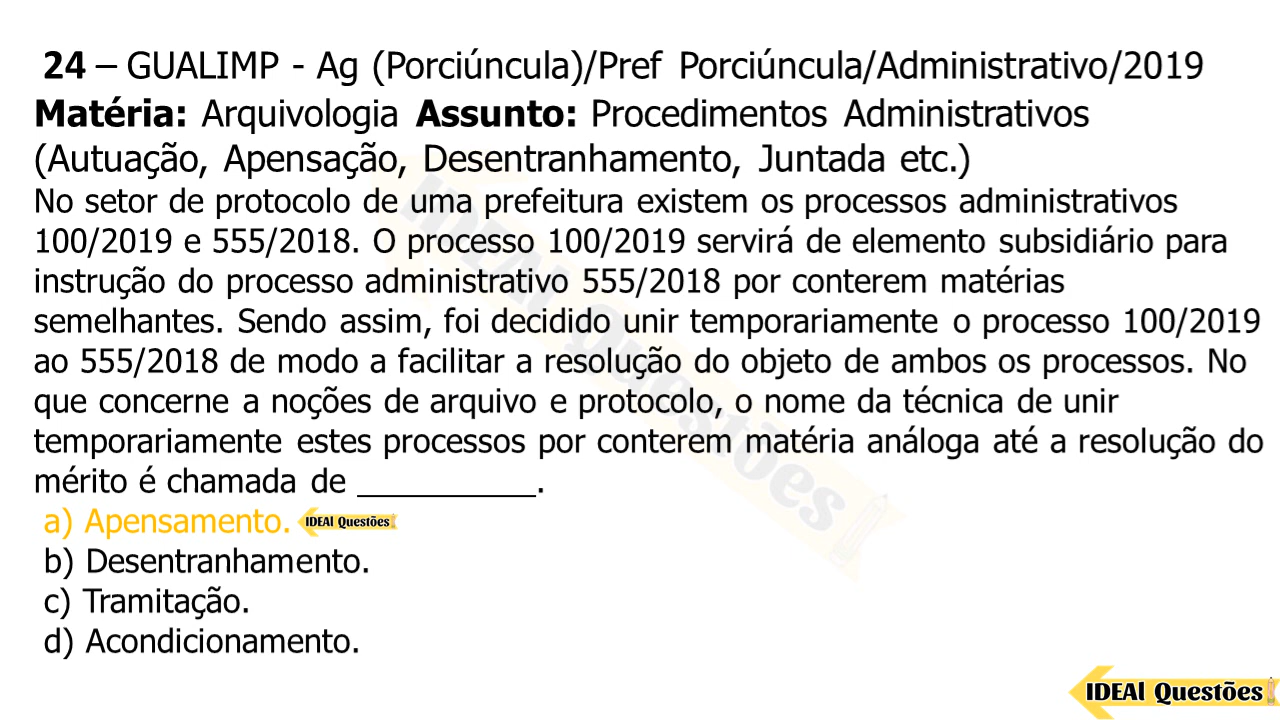 24 – GUALIMP - Ag (Porciúncula)/Pref Porciúncula/Administrativo/2019
Matéria: Arquivologia Assunto: Procedimentos Administrativos
(Autuação, Apensação, Desentranhamento, Juntada etc.)
No setor de protocolo de uma prefeitura existem os processos administrativos
100/2019 e 555/2018. O processo 100/2019 servirá de elemento subsidiário para
instrução do processo administrativo 555/2018 por conterem matérias
semelhantes. Sendo assim, foi decidido unir temporariamente o processo 100/2019
ao 555/2018 de modo a facilitar a resolução do objeto de ambos os processos. No
que concerne a noções de arquivo e protocolo, o nome da técnica de unir
temporariamente estes processos por conterem matéria análoga até a resolução do
mérito é chamada de __________.
a) Apensamento. IDEAl Questões
b) Desentranhamento.
c) Tramitação.
d) Acondicionamento.
IDEAl Questões
IDEAl Questões